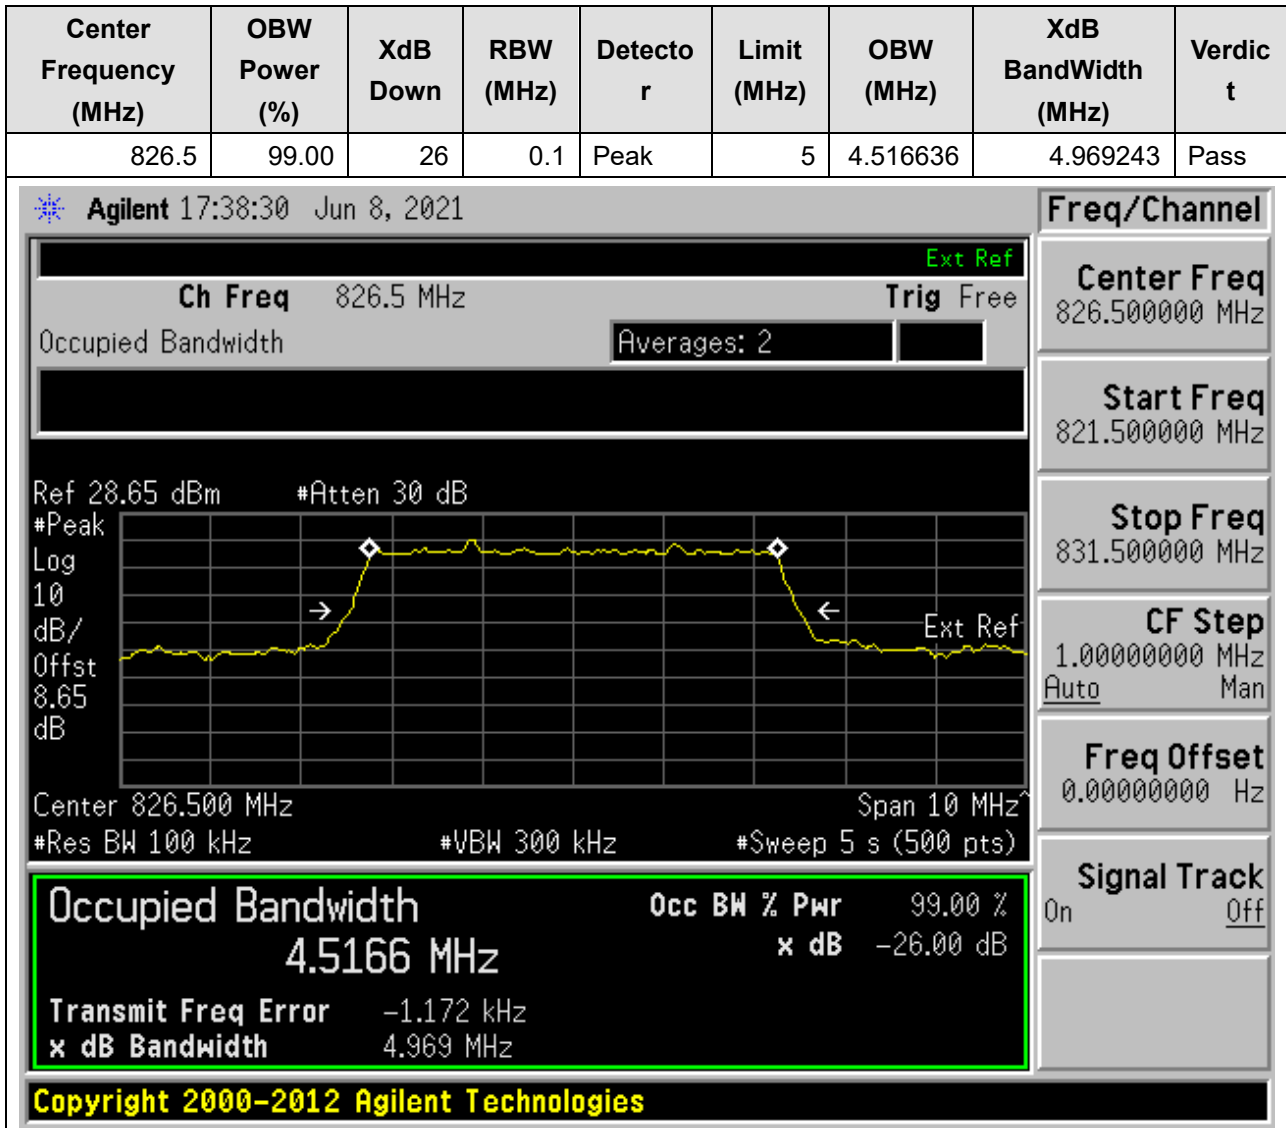 Center Frequency (MHz) OBW Power (%) XdB Down RBW (MHz) Detecto r Limit (MHz) OBW (MHz) XdB BandWidth (MHz) Verdic t
826.5 99.00 26 0.1 Peak 5 4.516636 4.969243 Pass
Agilent 17:38:30 Jun 8, 2021
Freq/Channel
Ext Ref
Ch Freq 826.5 MHz Trig Free
Occupied Bandwidth Averages: 2
Center Freq
826.500000 MHz
Start Freq
821.500000 MHz
Stop Freq
831.500000 MHz
CF Step
1.00000000 MHz
Auto Man
Freq Offset
0.00000000 Hz
Signal Track
On Off
Ref 28.65 dBm #Atten 30 dB
#Peak
Log
10
dB/
Offst
8.65
dB
Ext Ref
Center 826.500 MHz Span 10 MHz^
#Res BW 100 kHz #VBW 300 kHz #Sweep 5 s (500 pts)
Occupied Bandwidth Occ BW % Pwr 99.00 %
4.5166 MHz x dB -26.00 dB
Transmit Freq Error -1.172 kHz
x dB Bandwidth 4.969 MHz
Copyright 2000-2012 Agilent Technologies